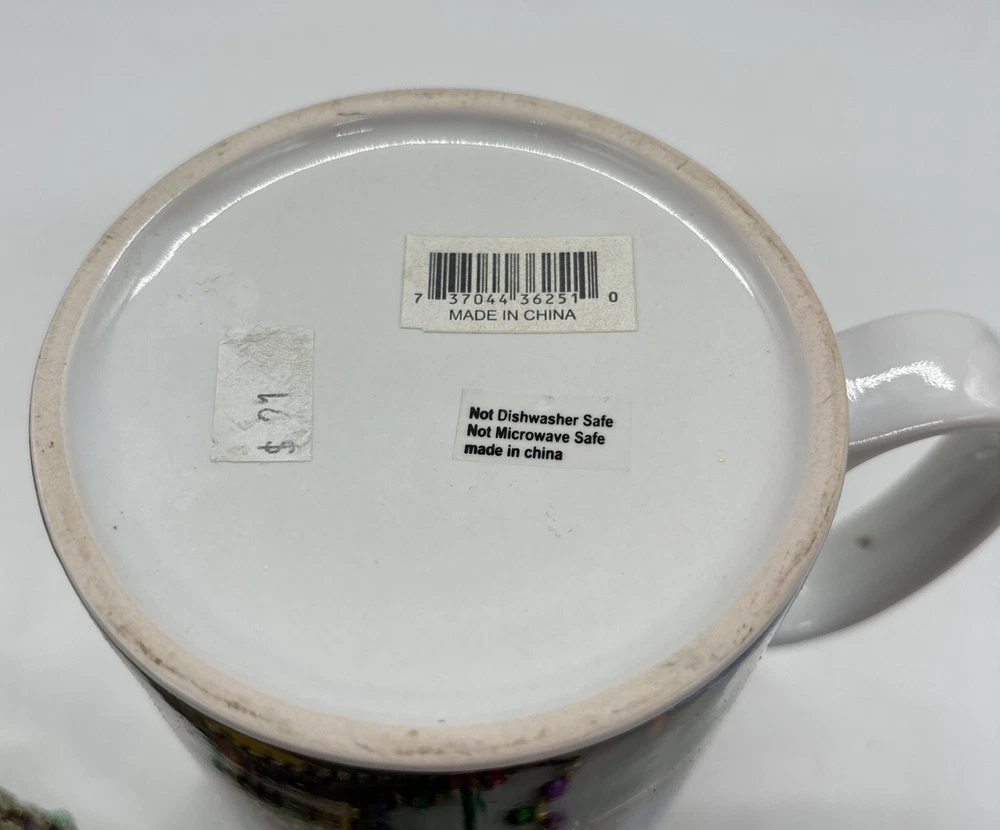 7 37044 36251 0
MADE IN CHINA
Not Dishwasher Safe
Not Microwave Safe
made in china